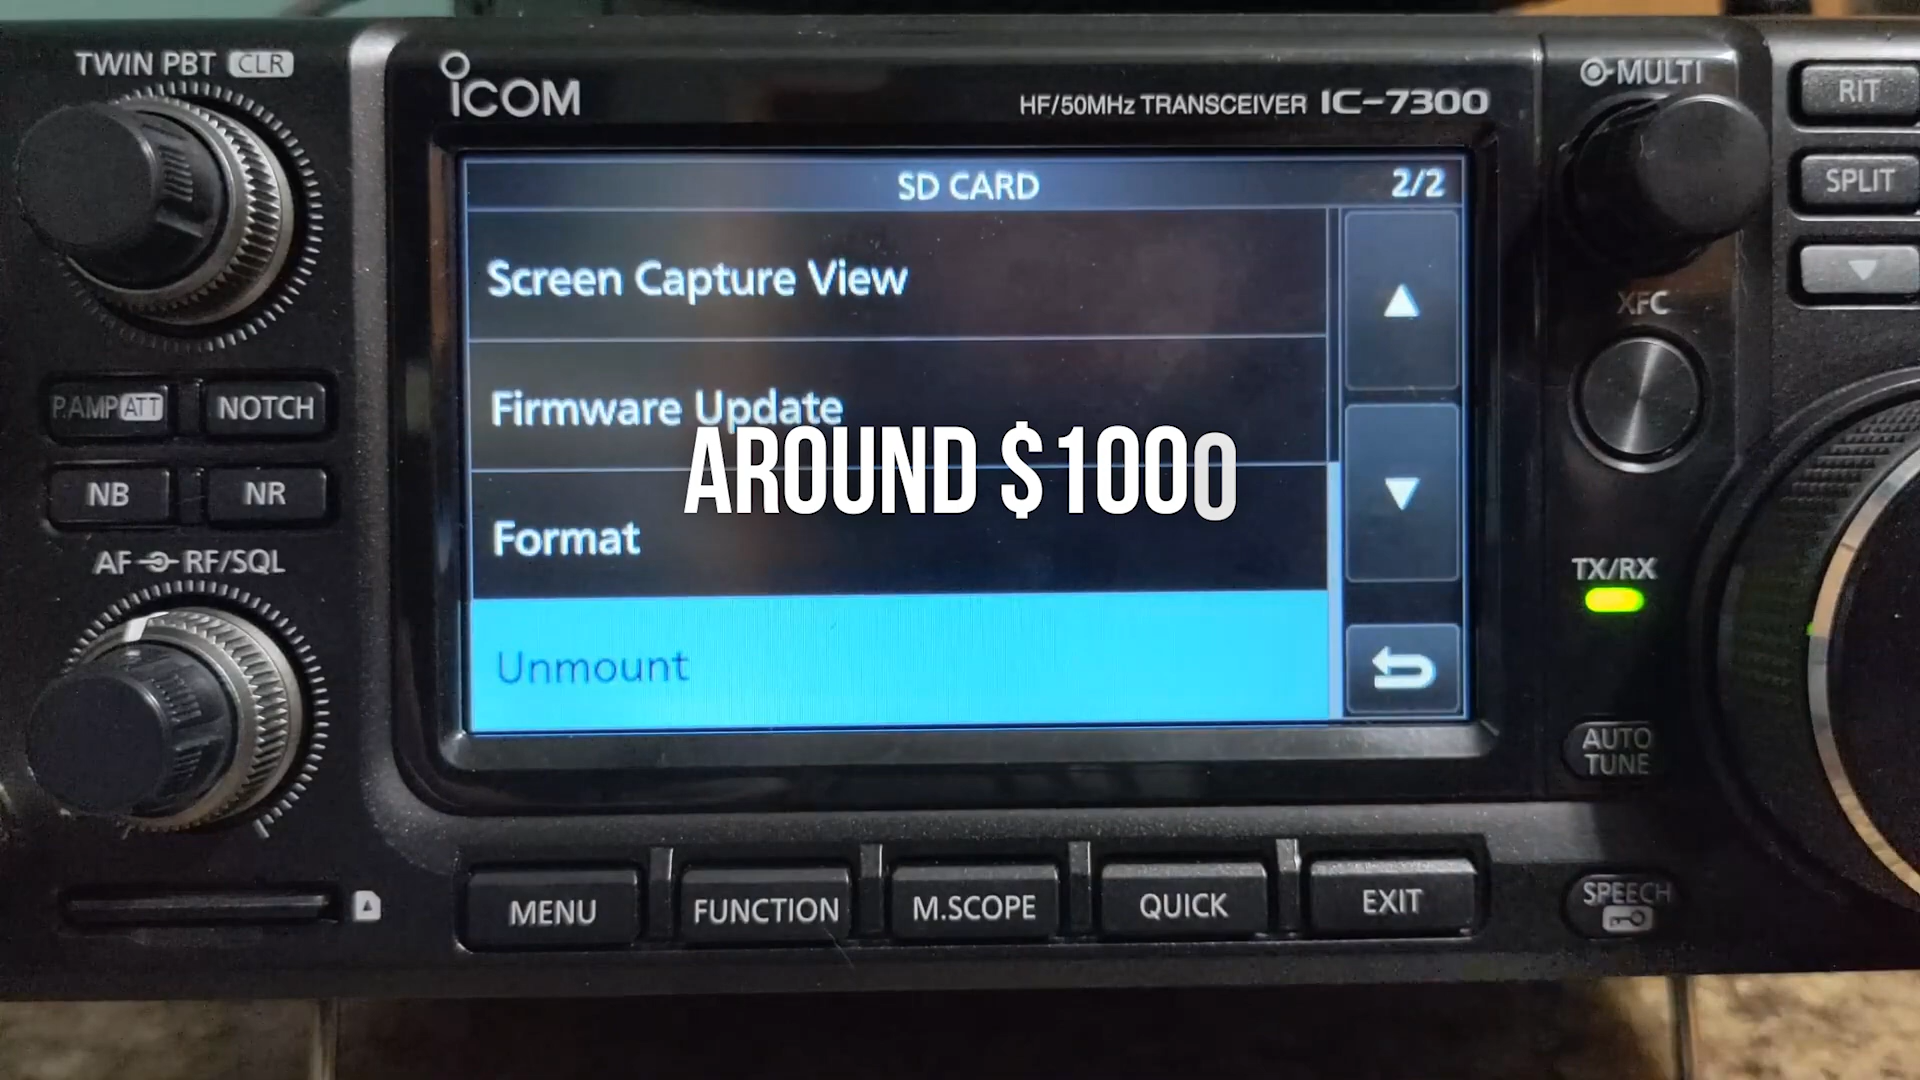 TWIN PBT CLR
ICOM
HF/50MHz TRANSCEIVER IC-7300
MULTI
RIT
SPLIT
SD CARD 2/2
Screen Capture View
Firmware Update
Format
Unmount
AROUND $1000
P.AMP ATT
NOTCH
NB
NR
AF RF/SQL
XFC
TX/RX
AUTO
TUNE
MENU
FUNCTION
M.SCOPE
QUICK
EXIT
SPEECH